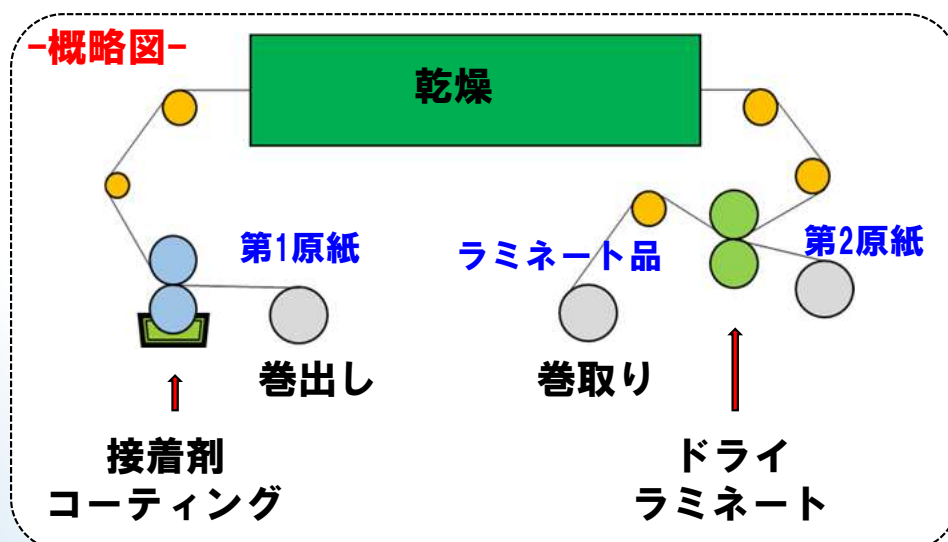 -概略図-
乾燥
第1原紙
ラミネート品
第2原紙
巻出し
巻取り
接着剤
コーティング
ドライ
ラミネート